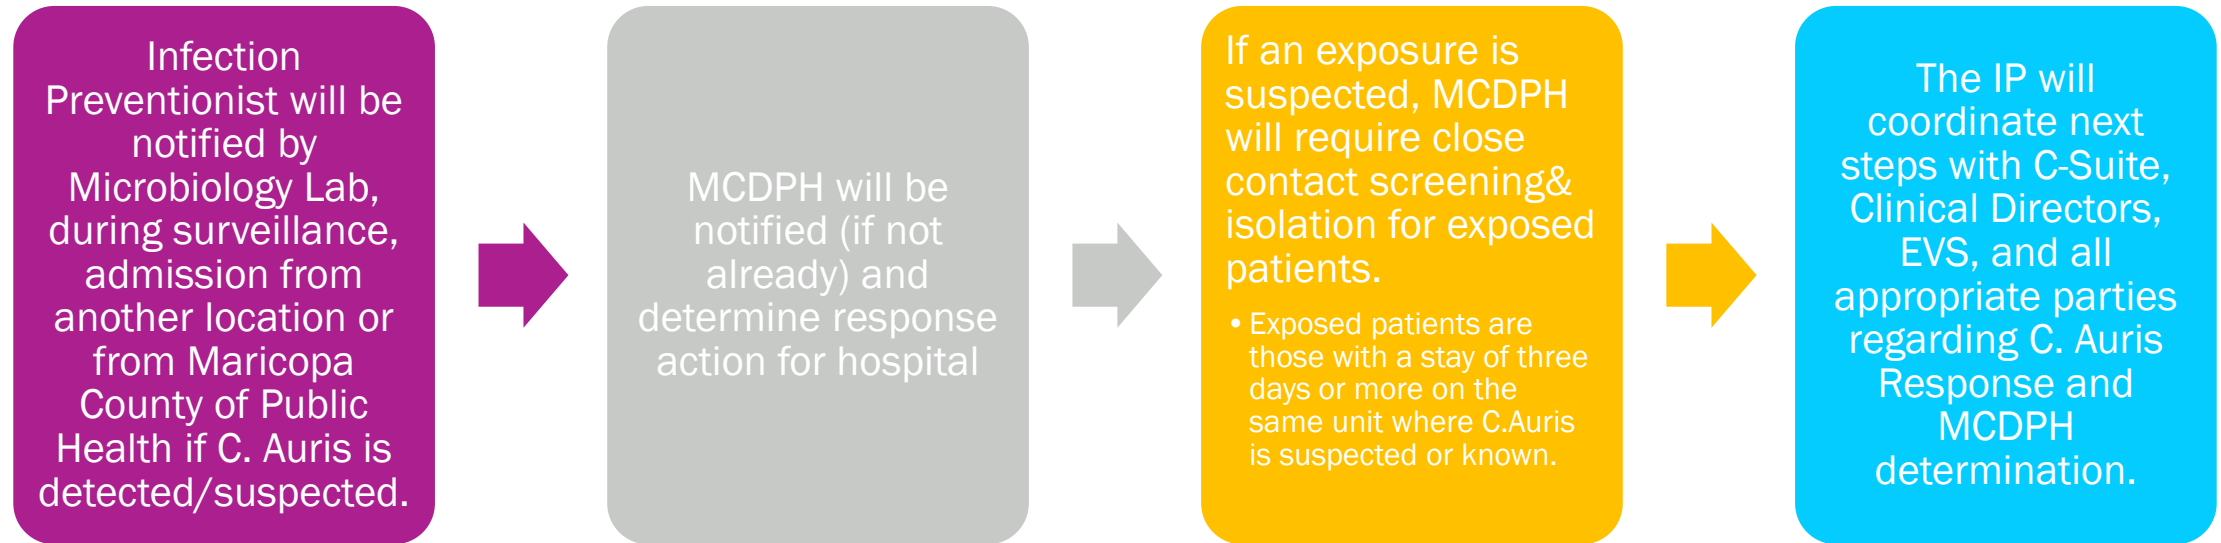 Infection
Preventionist will be
notified by
Microbiology Lab,
during surveillance,
admission from
another location or
from Maricopa
County of Public
Health if C. Auris is
detected/suspected.
MCDPH will be
notified (if not
already) and
determine response
action for hospital
If an exposure is
suspected, MCDPH
will require close
contact screening&
isolation for exposed
patients.
• Exposed patients are
those with a stay of three
days or more on the
same unit where C.Auris
is suspected or known.
The IP will
coordinate next
steps with C-Suite,
Clinical Directors,
EVS, and all
appropriate parties
regarding C. Auris
Response and
MCDPH
determination.